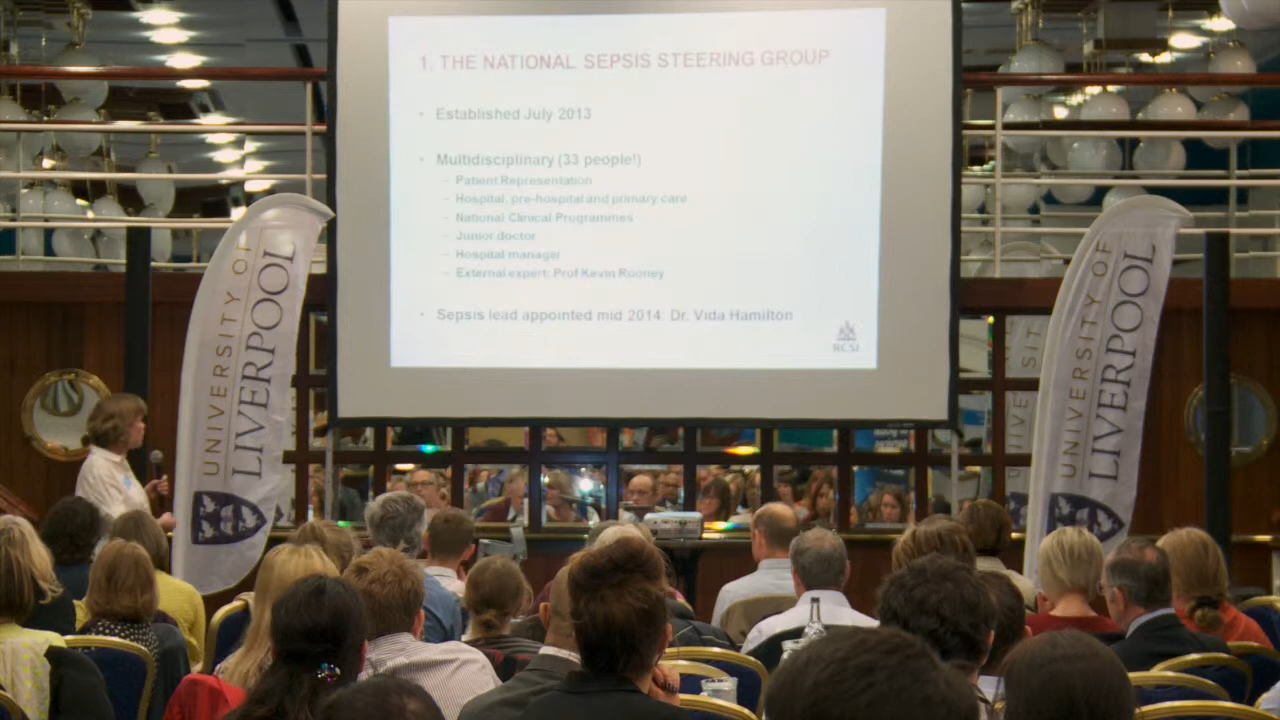 1. THE NATIONAL SEPSIS STEERING GROUP
• Established July 2013
• Multidisciplinary (33 people!)
– Patient Representation
– Hospital, pre-hospital and primary care
– National Clinical Programmes
– Junior doctor
– Hospital manager
– External expert: Prof Kevin Rooney
• Sepsis lead appointed mid 2014: Dr. Vida Hamilton
RCSI
UNIVERSITY OF
LIVERPOOL
UNIVERSITY OF
LIVERPOOL